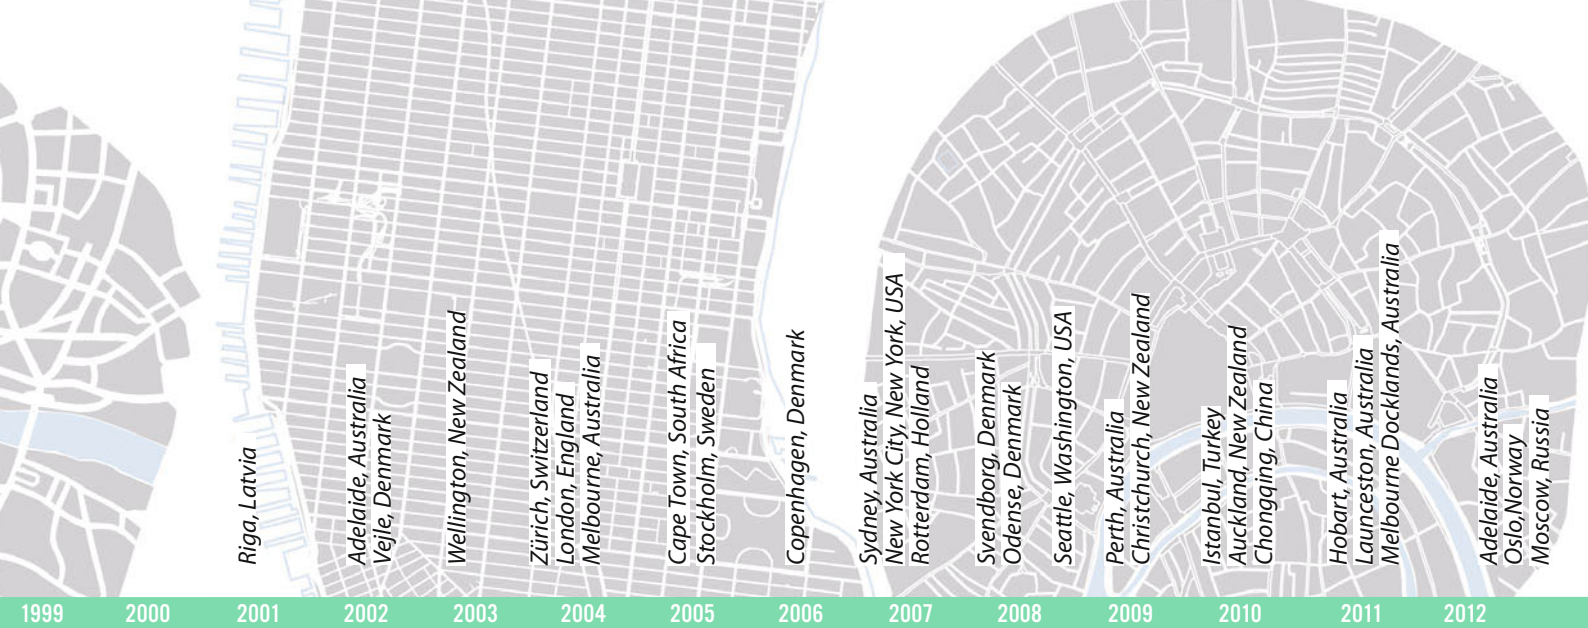 Riga, Latvia
Adelaide, Australia
Vejle, Denmark
Wellington, New Zealand
Zürich, Switzerland
London, England
Melbourne, Australia
Cape Town, South Africa
Stockholm, Sweden
Copenhagen, Denmark
Sydney, Australia
New York City, New York, USA
Rotterdam, Holland
Svendborg, Denmark
Odense, Denmark
Seattle, Washington, USA
Perth, Australia
Christchurch, New Zealand
Istanbul, Turkey
Auckland, New Zealand
Chongqing, China
Hobart, Australia
Launceston, Australia
Melbourne Docklands, Australia
Adelaide, Australia
Oslo,Norway
Moscow, Russia
1999 2000 2001 2002 2003 2004 2005 2006 2007 2008 2009 2010 2011 2012